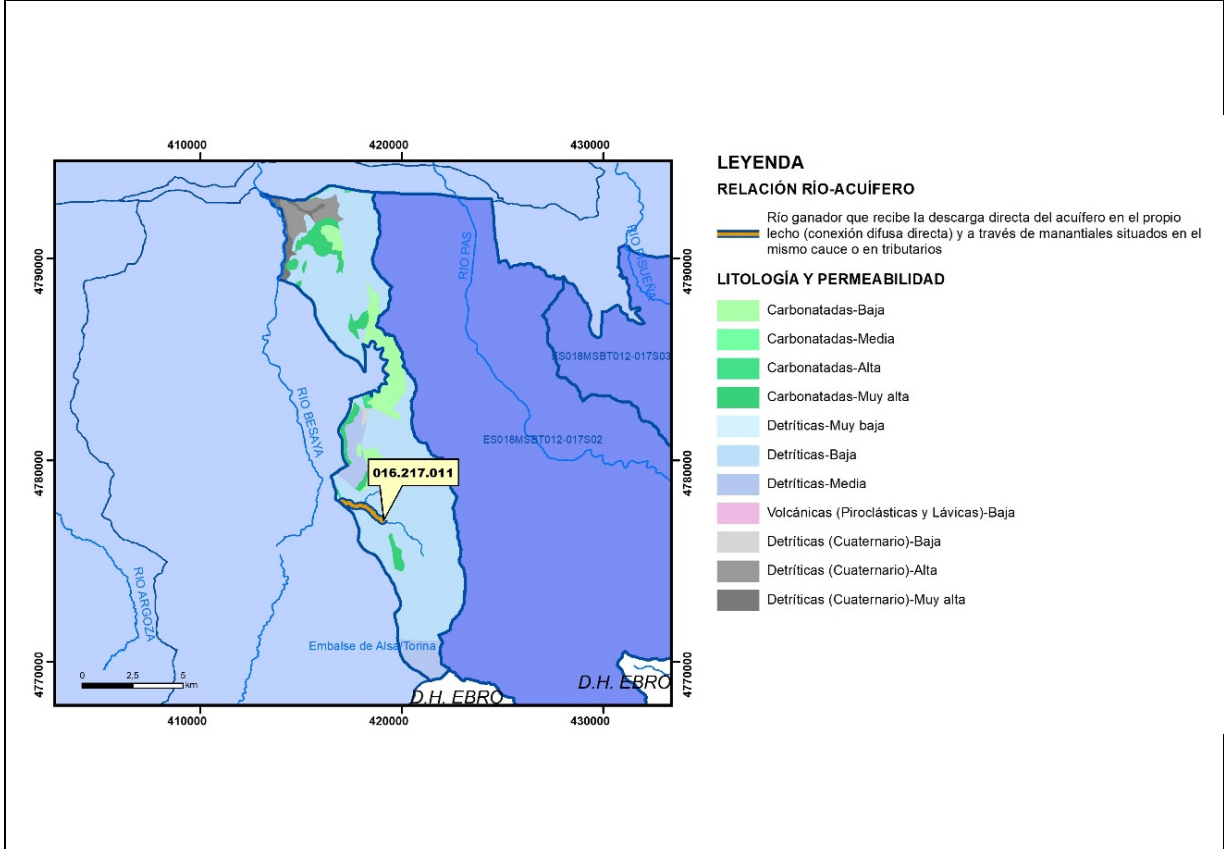 410000
420000
430000
4790000
4790000
4780000
4780000
4770000
4770000
RIO PAS
RIO PISUEÑA
RIO BESAYA
RIO ARGOZA
ES018MSBT012-017S03
ES018MSBT012-017S02
016.217.011
Embalse de Alsa/Torina
D.H. EBRO
D.H. EBRO
0
2,5
5
km
410000
420000
430000
LEYENDA
RELACIÓN RÍO-ACUÍFERO
Río ganador que recibe la descarga directa del acuífero en el propio
lecho (conexión difusa directa) y a través de manantiales situados en el
mismo cauce o en tributarios
LITOLOGÍA Y PERMEABILIDAD
Carbonatadas-Baja
Carbonatadas-Media
Carbonatadas-Alta
Carbonatadas-Muy alta
Detríticas-Muy baja
Detríticas-Baja
Detríticas-Media
Volcánicas (Piroclásticas y Lávicas)-Baja
Detríticas (Cuaternario)-Baja
Detríticas (Cuaternario)-Alta
Detríticas (Cuaternario)-Muy alta